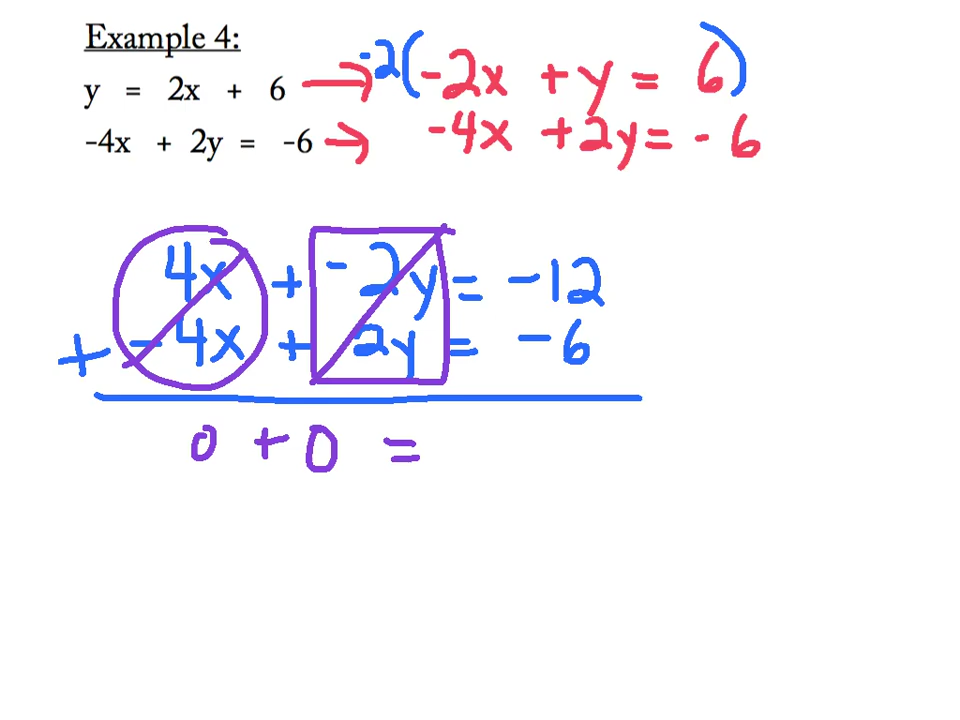 Example 4:
y = 2x + 6 → -2(-2x + y = 6)
-4x + 2y = -6 → -4x + 2y = -6
4x + -2y = -12
+ -4x + 2y = -6
0 + 0 =